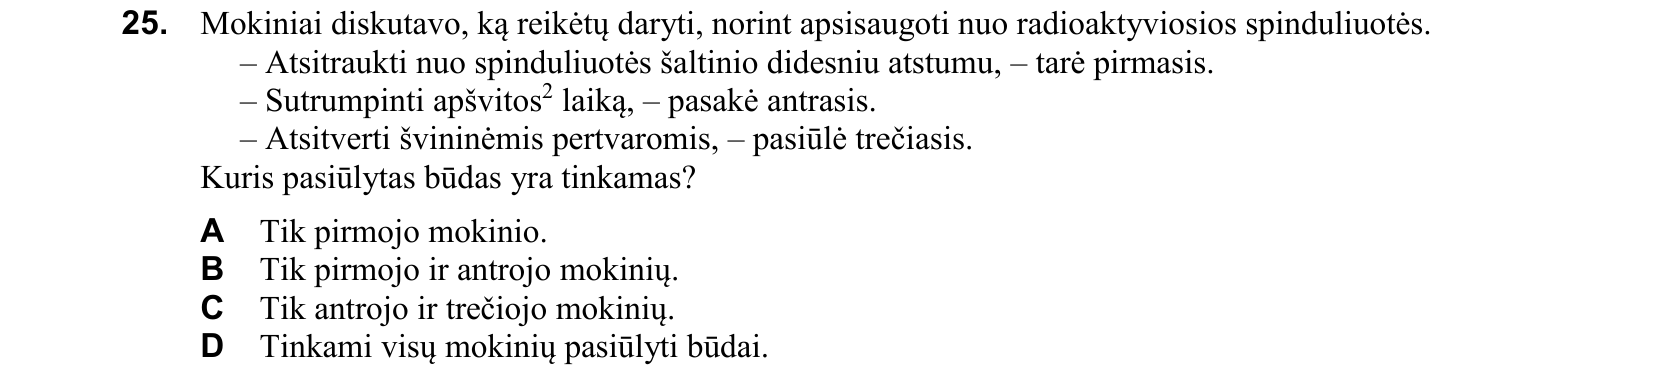 25. Mokiniai diskutavo, ką reikėtų daryti, norint apsisaugoti nuo radioaktyviosios spinduliuotės.
– Atsitraukti nuo spinduliuotės šaltinio didesniu atstumu, – tarė pirmasis.
– Sutrumpinti apšvitos² laiką, – pasakė antrasis.
– Atsitverti švininėmis pertvaromis, – pasiūlė trečiasis.
Kuris pasiūlytas būdas yra tinkamas?
A Tik pirmojo mokinio.
B Tik pirmojo ir antrojo mokinių.
C Tik antrojo ir trečiojo mokinių.
D Tinkami visų mokinių pasiūlyti būdai.